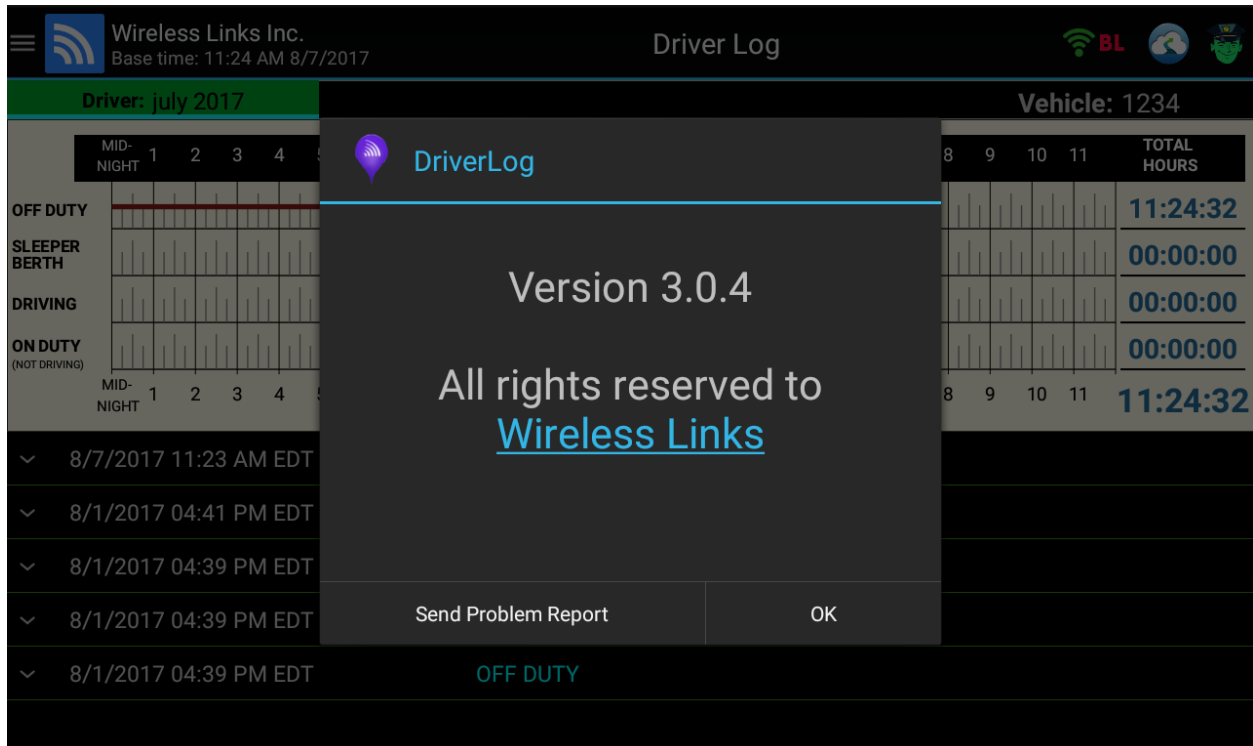 Wireless Links Inc.
Base time: 11:24 AM 8/7/2017
Driver Log
BL
Driver: july 2017
Vehicle: 1234
MID-
NIGHT 1 2 3 4 8 9 10 11
TOTAL
HOURS
OFF DUTY 11:24:32
SLEEPER
BERTH 00:00:00
DRIVING 00:00:00
ON DUTY 00:00:00
(NOT DRIVING)
MID-
NIGHT 1 2 3 4 8 9 10 11 11:24:32
DriverLog
Version 3.0.4
All rights reserved to
Wireless Links
Send Problem Report OK
8/7/2017 11:23 AM EDT
8/1/2017 04:41 PM EDT
8/1/2017 04:39 PM EDT
8/1/2017 04:39 PM EDT
8/1/2017 04:39 PM EDT OFF DUTY